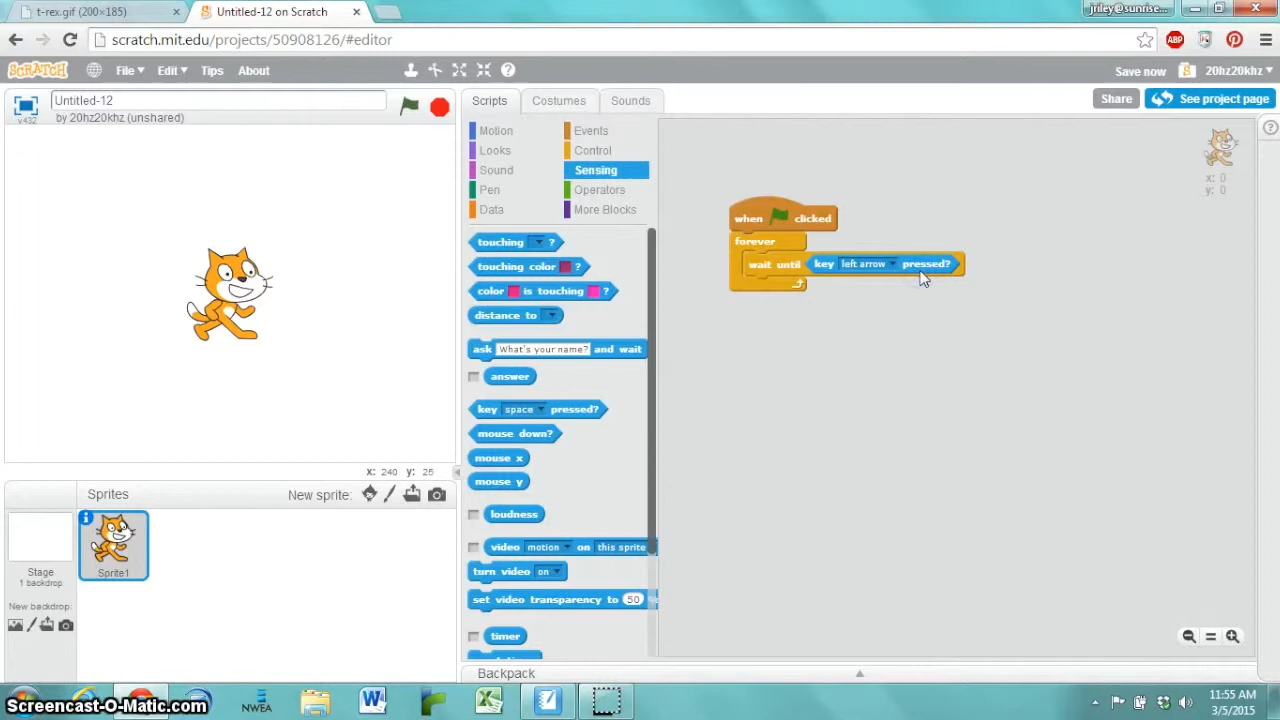 t-rex.gif (200×185)
Untitled-12 on Scratch
jriley@sunrise...
scratch.mit.edu/projects/50908126/#editor
ABP
SCRATCH
File
Edit
Tips
About
Save now
20hz20khz
Untitled-12
by 20hz20khz (unshared)
v432
Scripts
Costumes
Sounds
Share
See project page
Motion
Events
Looks
Control
Sound
Sensing
Pen
Operators
Data
More Blocks
x: 0
y: 0
when clicked
forever
wait until key left arrow pressed?
touching ?
touching color ?
color is touching ?
distance to
ask What's your name? and wait
answer
key space pressed?
mouse down?
mouse x
mouse y
loudness
video motion on this sprite
turn video on
set video transparency to 50 %
timer
x: 240 y: 25
Sprites
New sprite:
Stage
1 backdrop
New backdrop:
Sprite1
Backpack
NWEA
Screencast-O-Matic.com
11:55 AM
3/5/2015